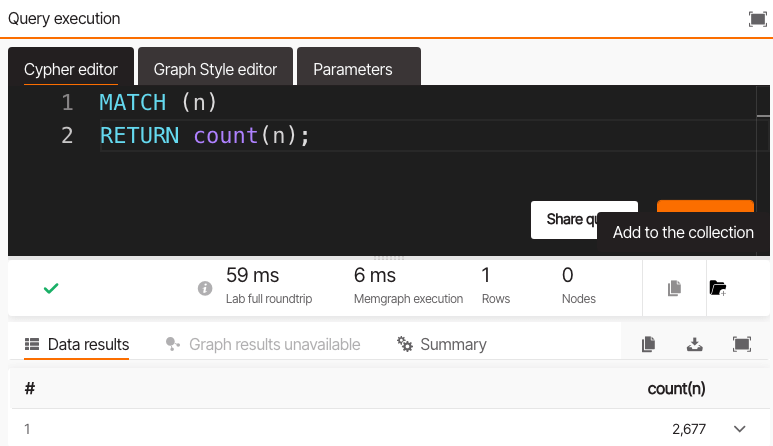 Query execution
Cypher editor
Graph Style editor
Parameters
1 MATCH (n)
2 RETURN count(n);
Share
Add to the collection
59 ms
Lab full roundtrip
6 ms
Memgraph execution
1
Rows
0
Nodes
Data results
Graph results unavailable
Summary
# count(n)
1 2,677